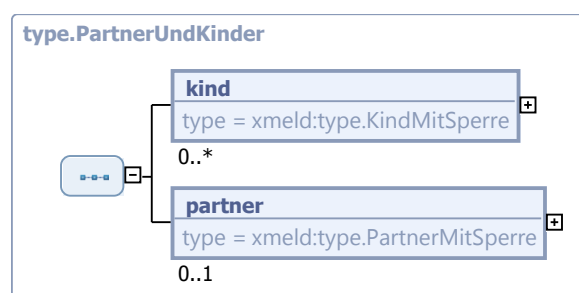 type.PartnerUndKinder
kind
type = xmeld:type.KindMitSperre
0..*
partner
type = xmeld:type.PartnerMitSperre
0..1